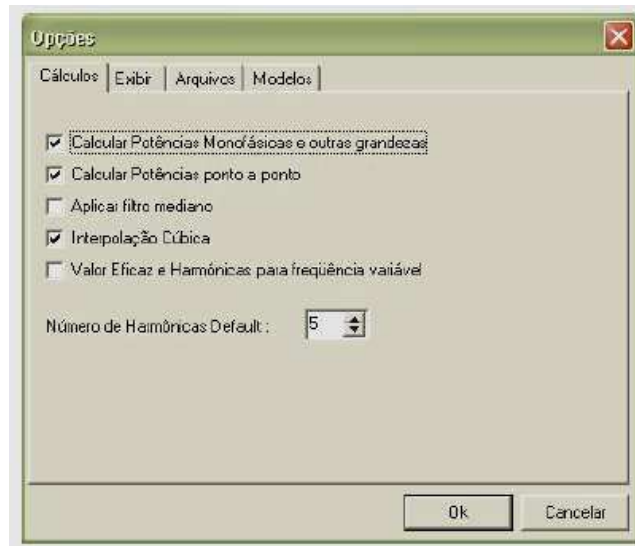 Opções
Cálculos Exibir Arquivos Modelos
Calcular Potências Monofásicas e outras grandezas
Calcular Potências ponto a ponto
Aplicar filtro mediano
Interpolação Cúbica
Valor Eficaz e Harmônicas para freqüência variável
Número de Harmônicas Default : 5
Ok Cancelar